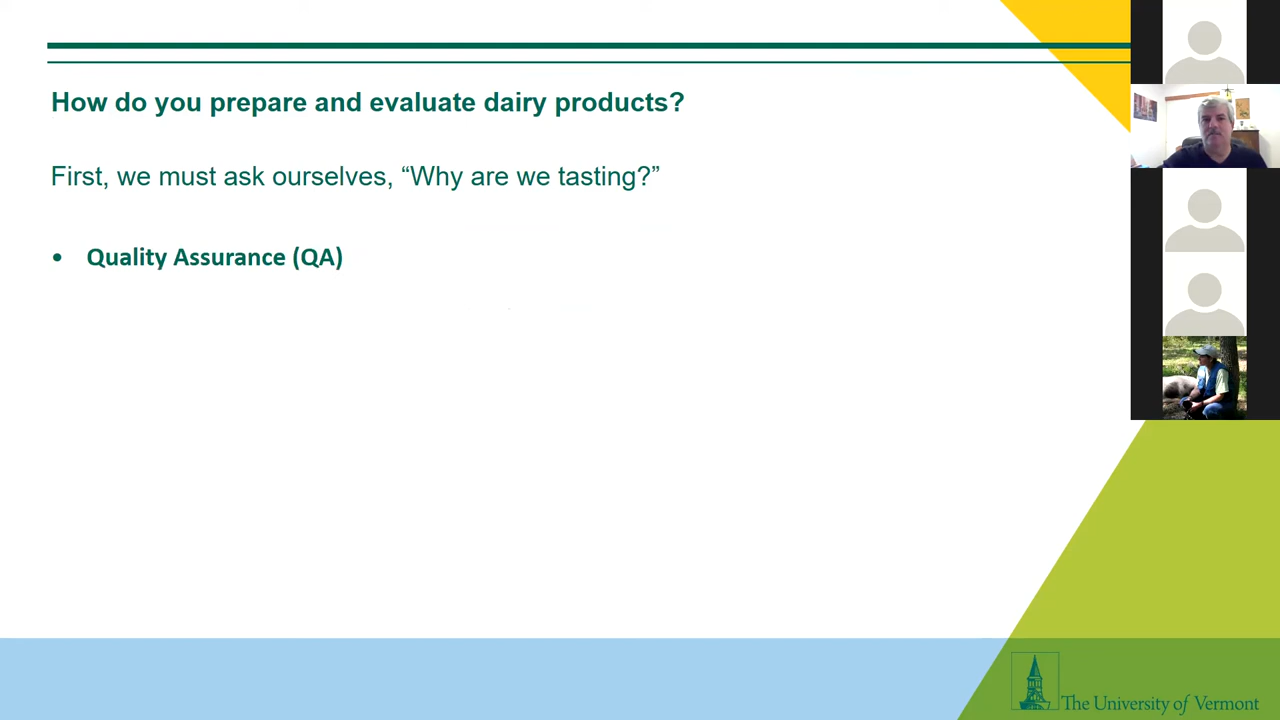 How do you prepare and evaluate dairy products?
First, we must ask ourselves, “Why are we tasting?”
• Quality Assurance (QA)
The University of Vermont